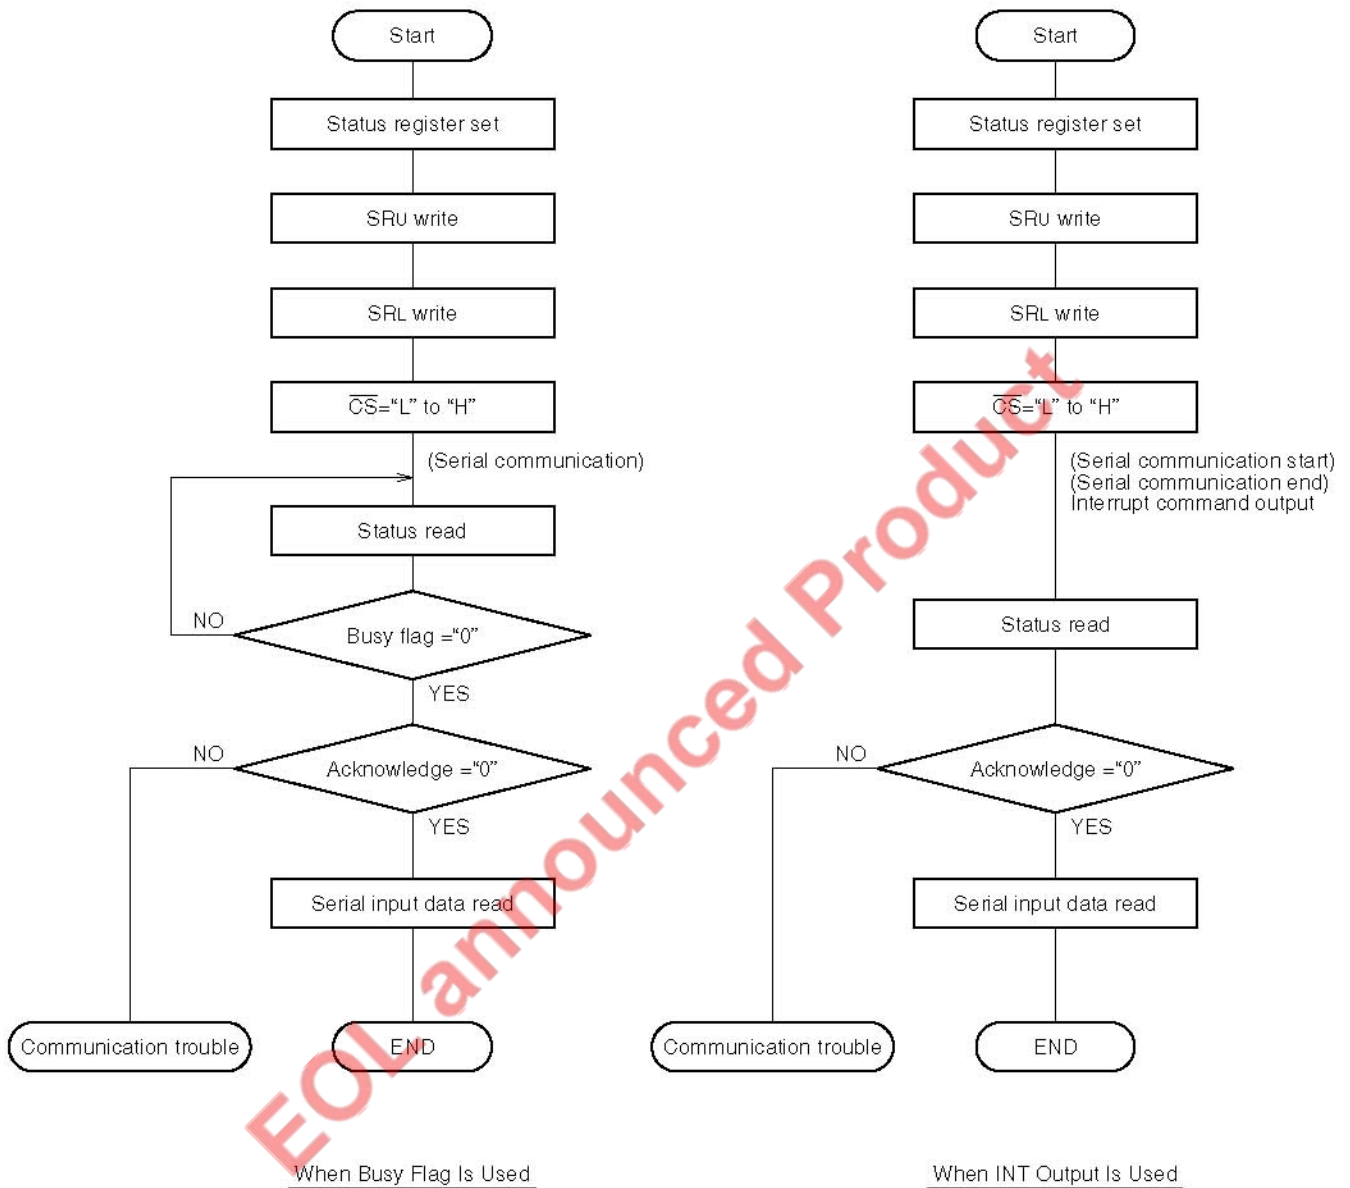 Start
Status register set
SRU write
SRL write
CS="L" to "H"
(Serial communication)
Status read
NO
Busy flag ="0"
YES
NO
Acknowledge ="0"
YES
Serial input data read
Communication trouble
END
When Busy Flag Is Used
Start
Status register set
SRU write
SRL write
CS="L" to "H"
(Serial communication start)
(Serial communication end)
Interrupt command output
Status read
NO
Acknowledge ="0"
YES
Serial input data read
Communication trouble
END
When INT Output Is Used
EOL announced Product